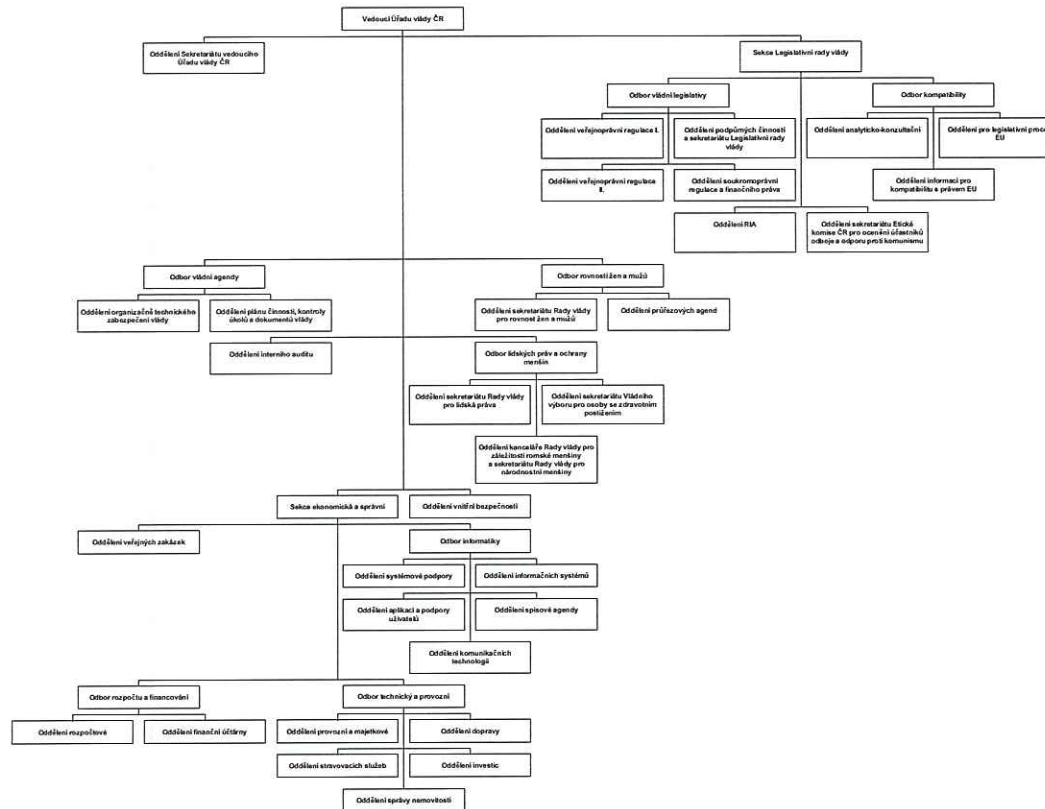 Vedoucí Úřadu vlády ČR
Oddělení Sekretariátu vedoucího
Úřadu vlády ČR
Sekce Legislativní rady vlády
Odbor vládní legislativy
Odbor kompatibility
Oddělení veřejnoprávní regulace I.
Oddělení podpůrných činností
a sekretariátu Legislativní rady
vlády
Oddělení analyticko-konzultační
Oddělení pro legislativní proces
EU
Oddělení veřejnoprávní regulace
II.
Oddělení soukromoprávní
regulace a finančního práva
Oddělení informací pro
kompatibilitu s právem EU
Oddělení RIA
Oddělení sekretariátu Etické
komise ČR pro ocenění účastníků
odboje a odporu proti komunismu
Odbor vládní agendy
Odbor rovnosti žen a mužů
Oddělení organizačně technického
zabezpečení vlády
Oddělení plánu činnosti, kontroly
úkolů a dokumentů vlády
Oddělení sekretariátu Rady vlády
pro rovnost žen a mužů
Oddělení průřezových agend
Oddělení interního auditu
Odbor lidských práv a ochrany
menšin
Oddělení sekretariátu Rady vlády
pro lidská práva
Oddělení sekretariátu Vládního
výboru pro osoby se zdravotním
postižením
Oddělení kanceláře Rady vlády pro
záležitosti romské menšiny
a sekretariátu Rady vlády pro
národnostní menšiny
Sekce ekonomická a správní
Oddělení vnitřní bezpečnosti
Oddělení veřejných zakázek
Odbor informatiky
Oddělení systémové podpory
Oddělení informačních systémů
Oddělení aplikací a podpory
uživatelů
Oddělení spisové agendy
Oddělení komunikačních
technologií
Odbor rozpočtu a financování
Odbor technický a provozní
Oddělení rozpočtové
Oddělení finanční účtárny
Oddělení provozní a majetkové
Oddělení dopravy
Oddělení stravovacích služeb
Oddělení investic
Oddělení správy nemovitostí